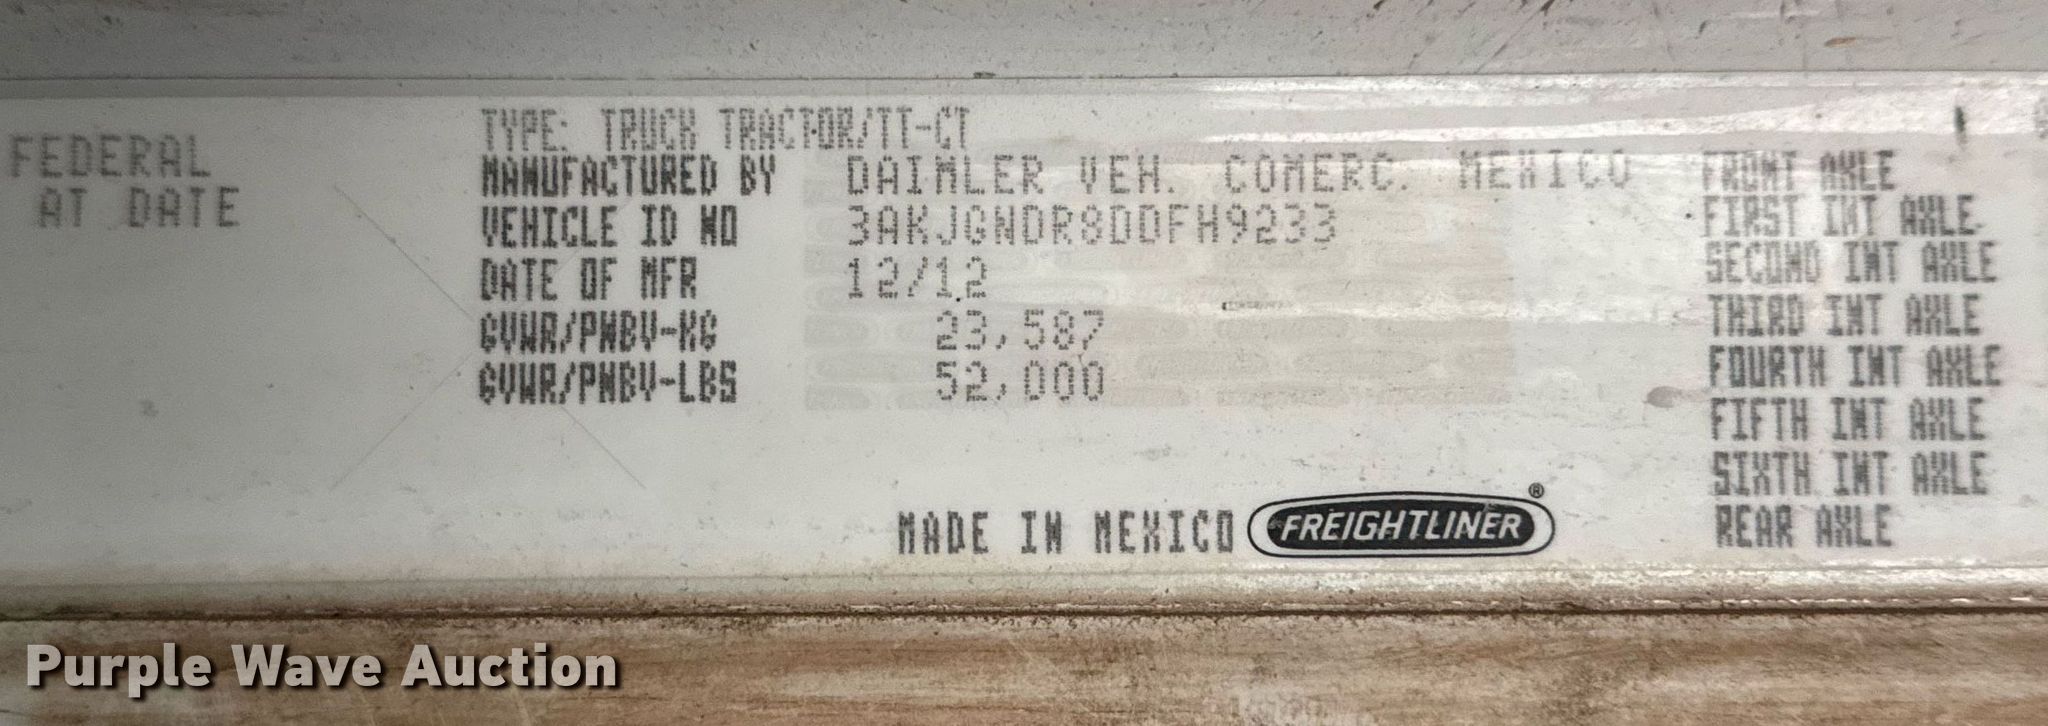 FEDERAL
AT DATE
TYPE: TRUCK TRACTOR/TT-CT
MANUFACTURED BY DAIMLER VEH. COMERC. MEXICO
VEHICLE ID NO 3AKJGNDR8DDFH9233
DATE OF MFR 12/12
GVWR/PNBV-KG 23,587
GVWR/PNBV-LBS 52,000
MADE IN MEXICO FREIGHTLINER®
FRONT AXLE
FIRST INT AXLE
SECOND INT AXLE
THIRD INT AXLE
FOURTH INT AXLE
FIFTH INT AXLE
SIXTH INT AXLE
REAR AXLE
Purple Wave Auction